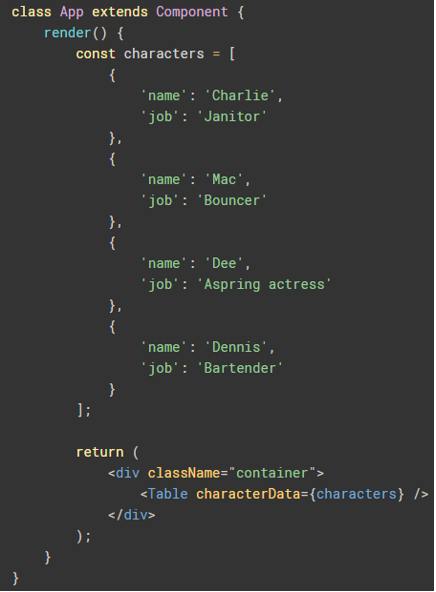 class App extends Component {
    render() {
        const characters = [
            {
                'name': 'Charlie',
                'job': 'Janitor'
            },
            {
                'name': 'Mac',
                'job': 'Bouncer'
            },
            {
                'name': 'Dee',
                'job': 'Aspring actress'
            },
            {
                'name': 'Dennis',
                'job': 'Bartender'
            }
        ];

        return (
            <div className="container">
                <Table characterData={characters} />
            </div>
        );
    }
}